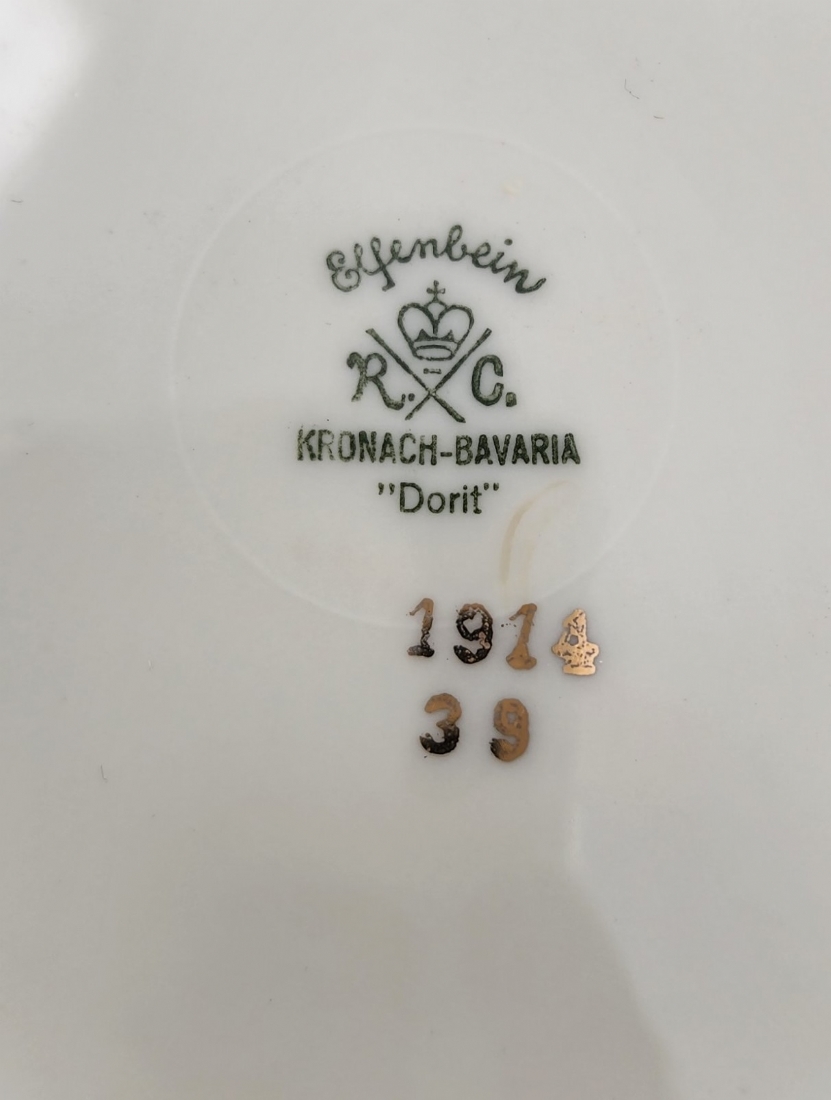 Elfenbein
R. C.
KRONACH-BAVARIA
"Dorit"
1914
39